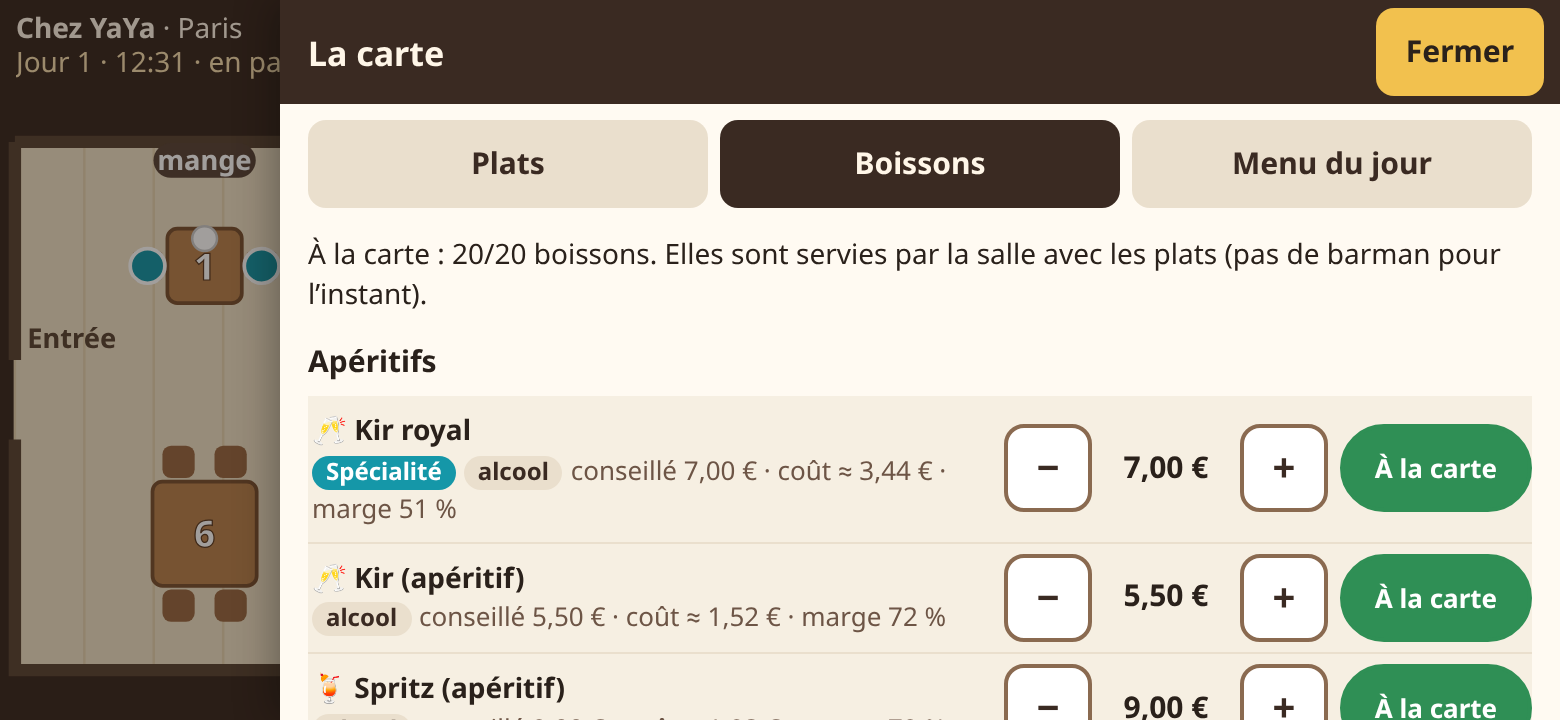 Chez YaYa · Paris
Jour 1 · 12:31 · en pa
La carte
Fermer
mange
1
Entrée
6
Plats
Boissons
Menu du jour
À la carte : 20/20 boissons. Elles sont servies par la salle avec les plats (pas de barman pour
l’instant).
Apéritifs
Kir royal
Spécialité alcool conseillé 7,00 € · coût ≈ 3,44 € ·
marge 51 %
− 7,00 € + À la carte
Kir (apéritif)
alcool conseillé 5,50 € · coût ≈ 1,52 € · marge 72 %
− 5,50 € + À la carte
Spritz (apéritif)
− 9,00 € + À la carte